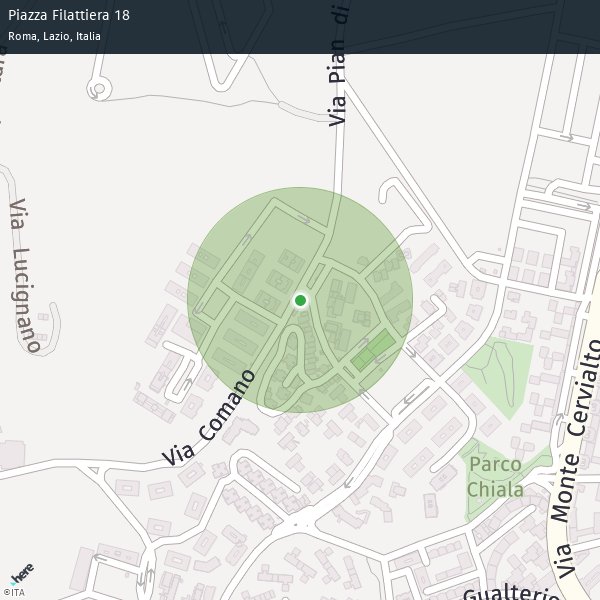 Piazza Filattiera 18
Roma, Lazio, Italia
Via Pian di
Via Lucignano
Via Comano
Via Monte Cervialto
Parco
Chiala
Gualterio
here
©ITA